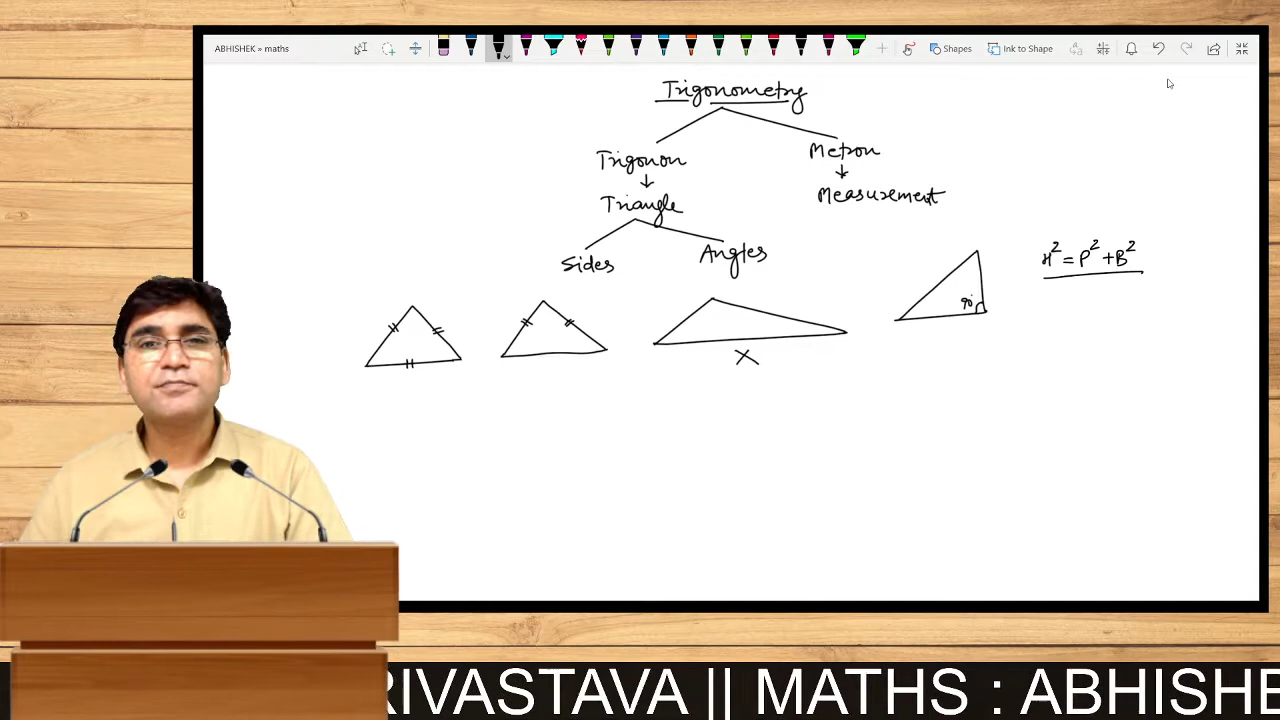 ABHISHEK » maths
Shapes
Ink to Shape
Trigonometry
Trigonon
Metron
Triangle
Measurement
Sides
Angles
90°
H² = P² + B²
RIVASTAVA || MATHS : ABHISHE